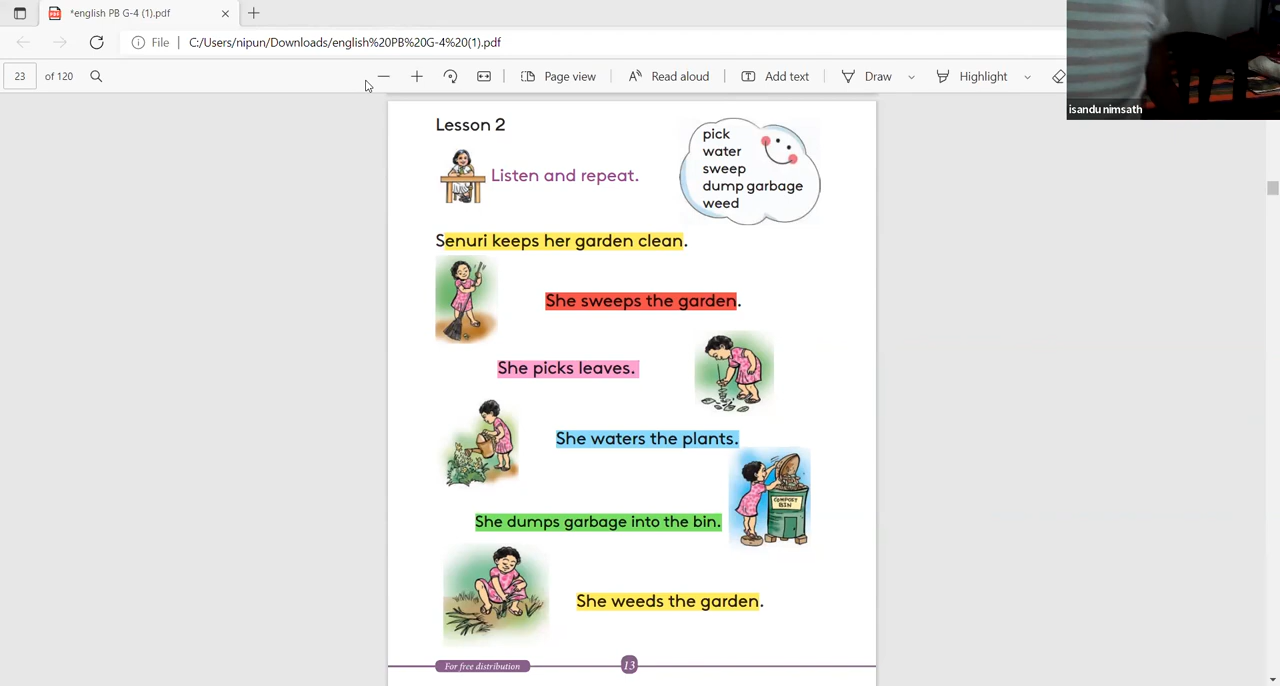 *english PB G-4 (1).pdf
File
C:/Users/nipun/Downloads/english%20PB%20G-4%20(1).pdf
23 of 120
Page view
Read aloud
Add text
Draw
Highlight
isandu nimsath
Lesson 2
Listen and repeat.
pick
water
sweep
dump garbage
weed
Senuri keeps her garden clean.
She sweeps the garden.
She picks leaves.
She waters the plants.
COMPOST
BIN
She dumps garbage into the bin.
She weeds the garden.
For free distribution
13